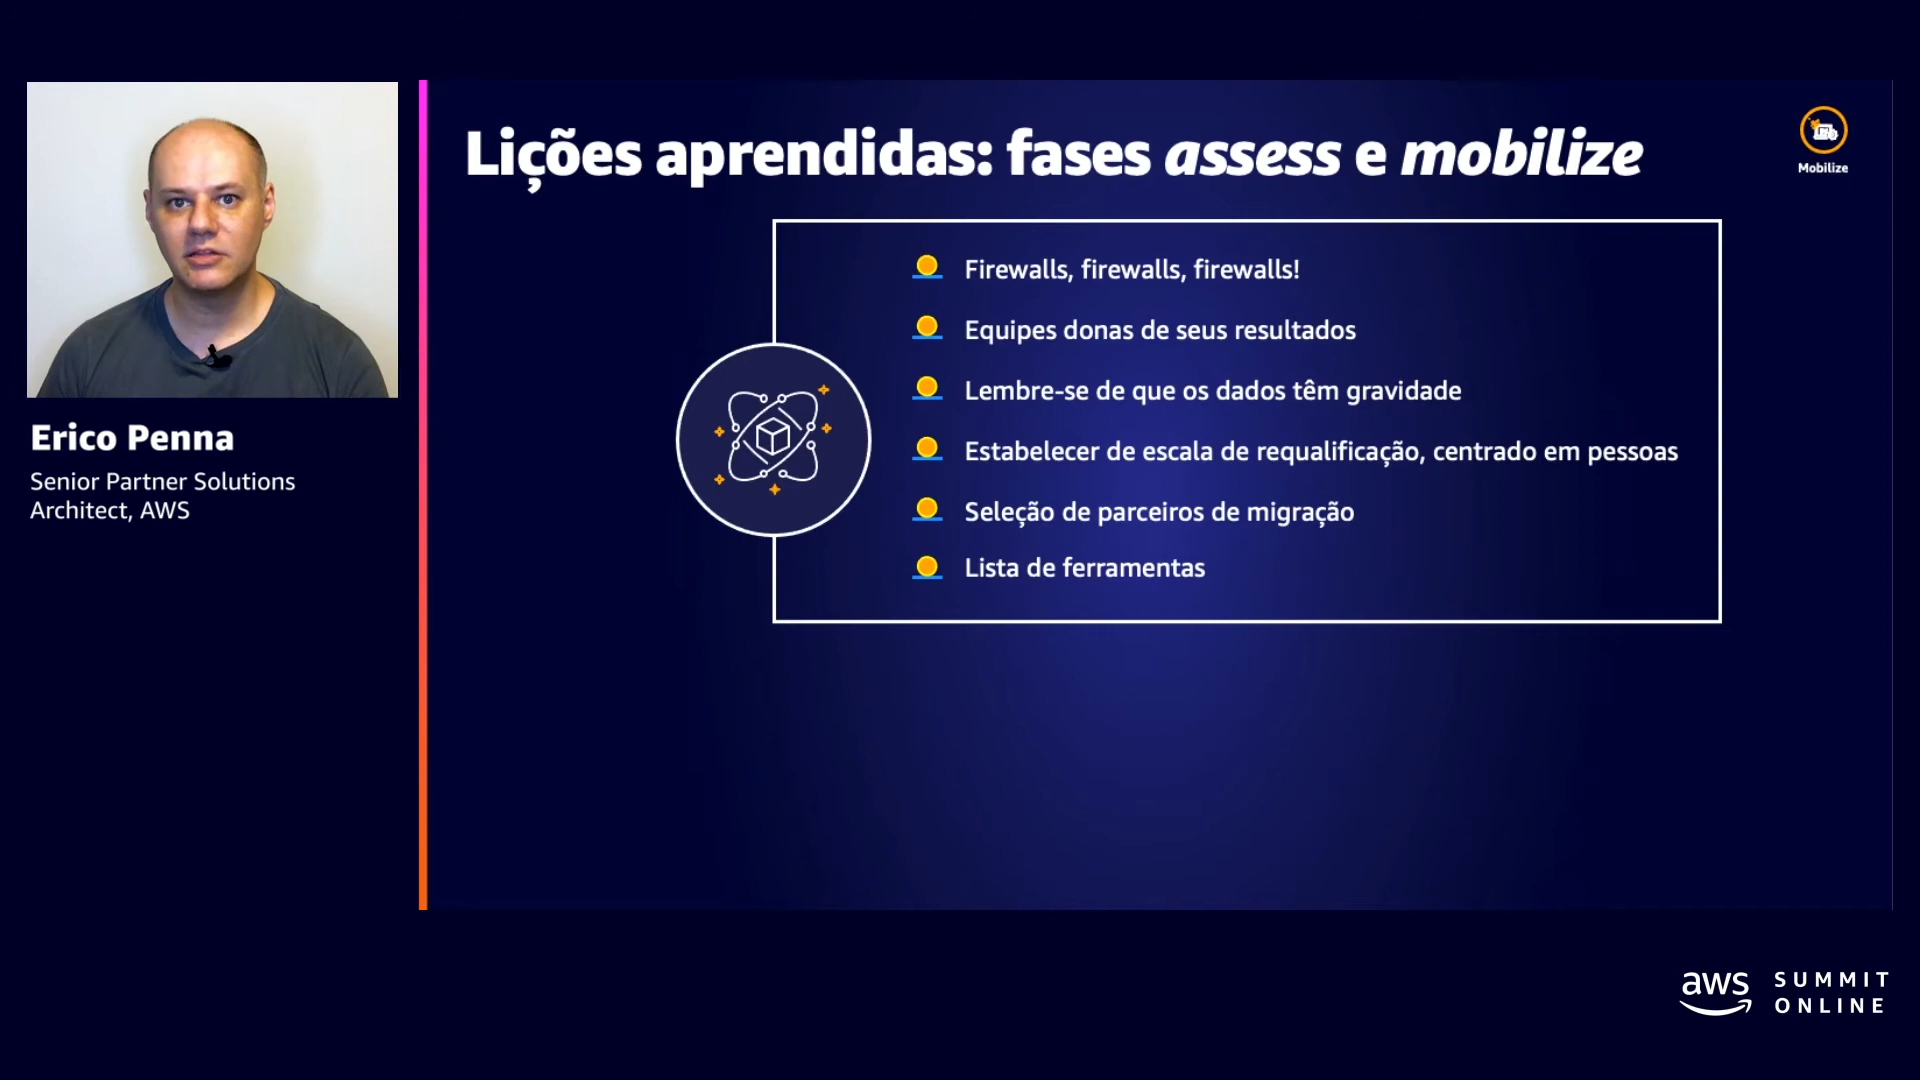 Lições aprendidas: fases assess e mobilize
Mobilize
Firewalls, firewalls, firewalls!
Equipes donas de seus resultados
Lembre-se de que os dados têm gravidade
Estabelecer de escala de requalificação, centrado em pessoas
Seleção de parceiros de migração
Lista de ferramentas
Erico Penna
Senior Partner Solutions
Architect, AWS
aws
SUMMIT
ONLINE